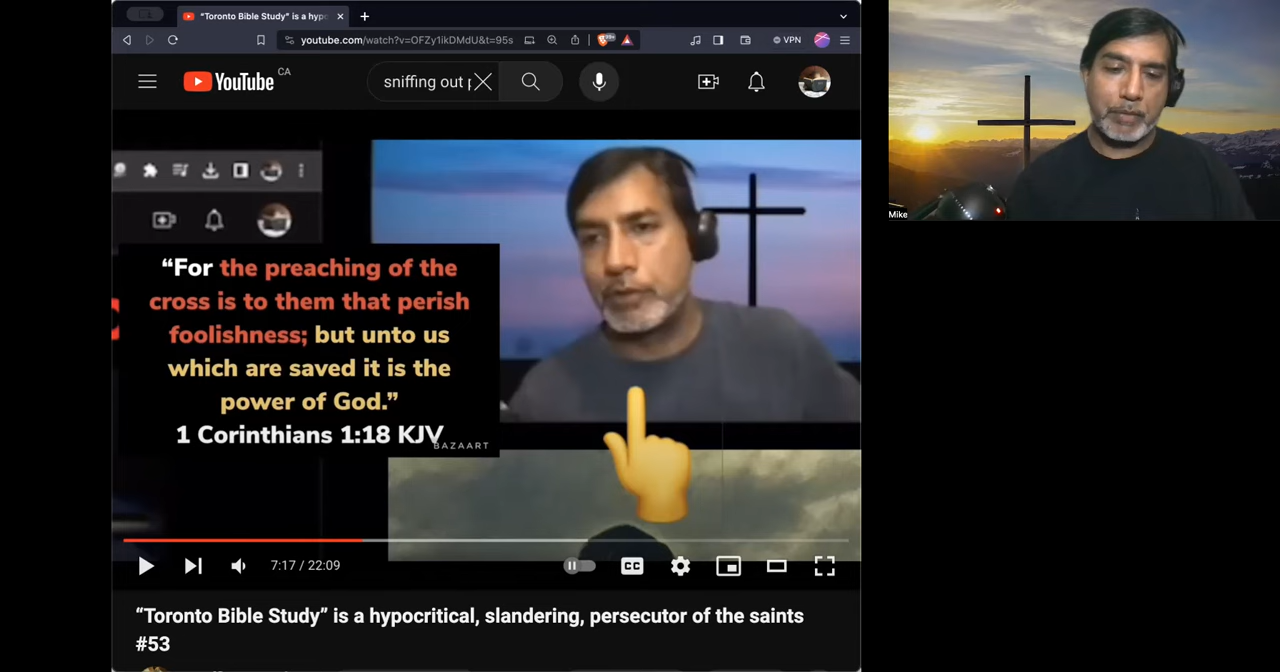 “Toronto Bible Study” is a hypo
youtube.com/watch?v=OFZy1ikDMdU&t=95s
99+
VPN
YouTube
CA
sniffing out
“For the preaching of the
cross is to them that perish
foolishness; but unto us
which are saved it is the
power of God.”
1 Corinthians 1:18 KJV
BAZAART
7:17 / 22:09
CC
“Toronto Bible Study” is a hypocritical, slandering, persecutor of the saints
#53
Mike